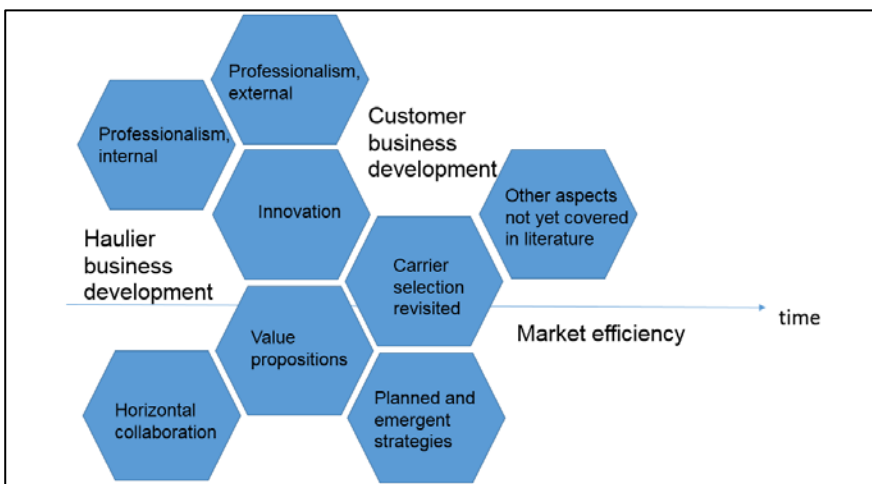 Professionalism,
external
Professionalism,
internal
Customer
business
development
Innovation
Other aspects
not yet covered
in literature
Haulier
business
development
Carrier
selection
revisited
time
Value
propositions
Market efficiency
Horizontal
collaboration
Planned and
emergent
strategies